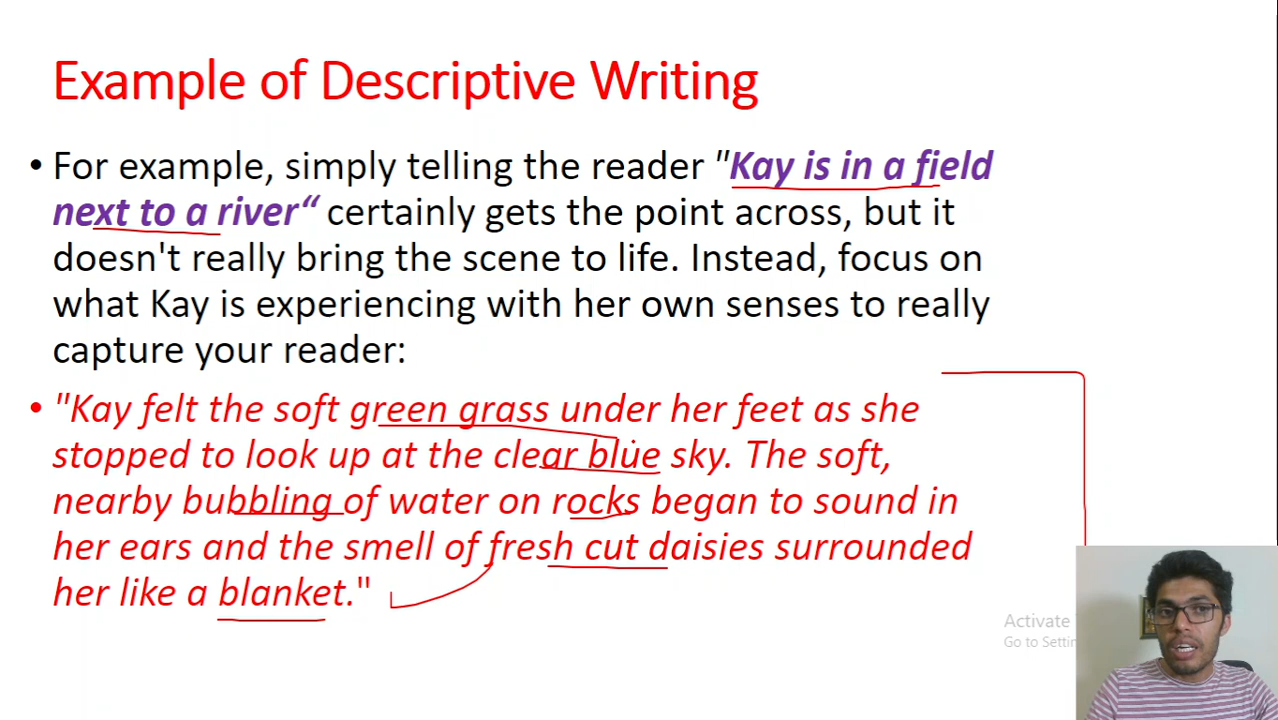 Example of Descriptive Writing
• For example, simply telling the reader "Kay is in a field
next to a river“ certainly gets the point across, but it
doesn't really bring the scene to life. Instead, focus on
what Kay is experiencing with her own senses to really
capture your reader:
• "Kay felt the soft green grass under her feet as she
stopped to look up at the clear blue sky. The soft,
nearby bubbling of water on rocks began to sound in
her ears and the smell of fresh cut daisies surrounded
her like a blanket."
Activate
Go to